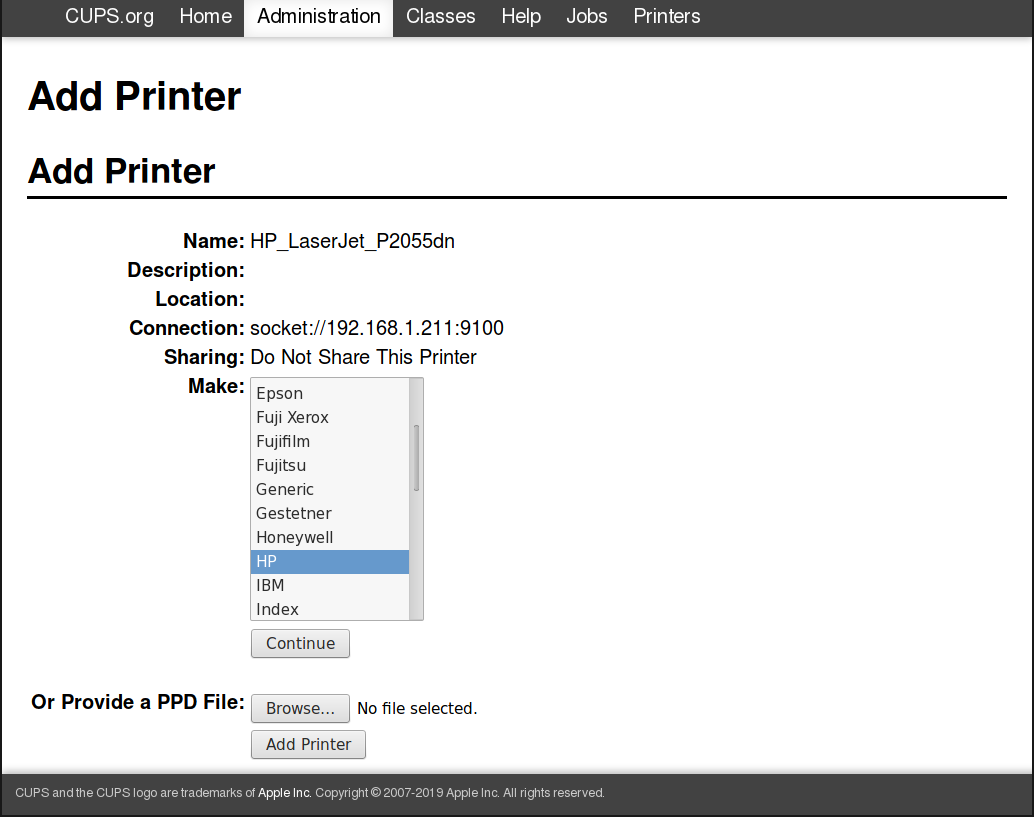 CUPS.org Home Administration Classes Help Jobs Printers
Add Printer
Add Printer
Name: HP_LaserJet_P2055dn
Description:
Location:
Connection: socket://192.168.1.211:9100
Sharing: Do Not Share This Printer
Make:
Epson
Fuji Xerox
Fujifilm
Fujitsu
Generic
Gestetner
Honeywell
HP
IBM
Index
Continue
Or Provide a PPD File: Browse... No file selected.
Add Printer
CUPS and the CUPS logo are trademarks of Apple Inc. Copyright © 2007-2019 Apple Inc. All rights reserved.